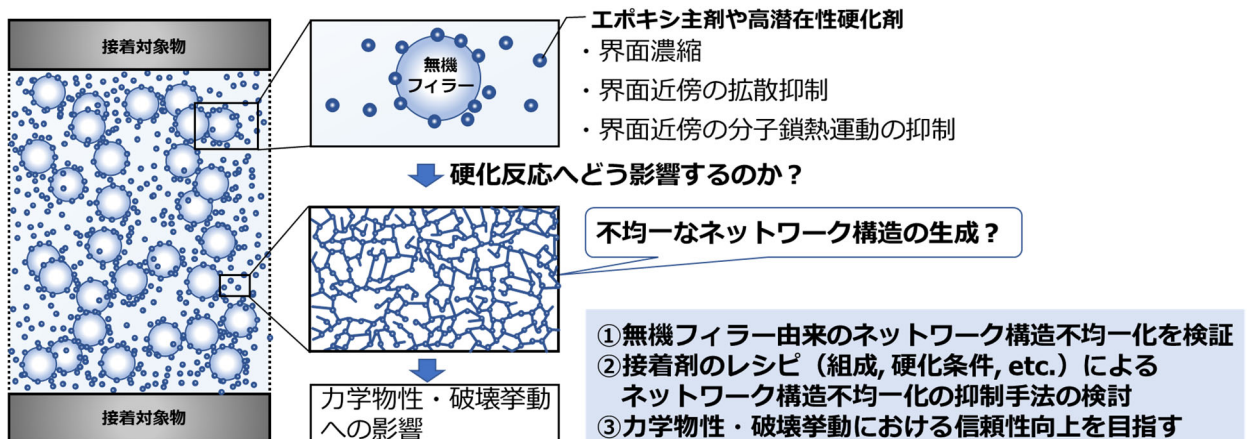 接着対象物
無機
フィラー
エポキシ主剤や高潜在性硬化剤
・界面濃縮
・界面近傍の拡散抑制
・界面近傍の分子鎖熱運動の抑制
硬化反応へどう影響するのか？
不均一なネットワーク構造の生成？
①無機フィラー由来のネットワーク構造不均一化を検証
②接着剤のレシピ（組成, 硬化条件, etc.）による
ネットワーク構造不均一化の抑制手法の検討
③力学物性・破壊挙動における信頼性向上を目指す
力学物性・破壊挙動
への影響
接着対象物